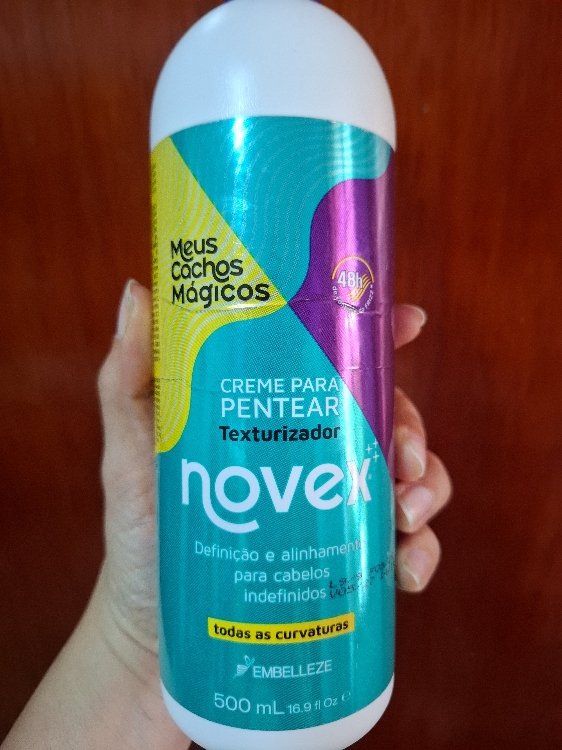 Meus
Cachos
Mágicos
48h
CREME PARA
PENTEAR
Texturizador
novex
Definição e alinhamento
para cabelos
indefinidos
todas as curvaturas
EMBELLEZE
500 mL 16.9 fl Oz e